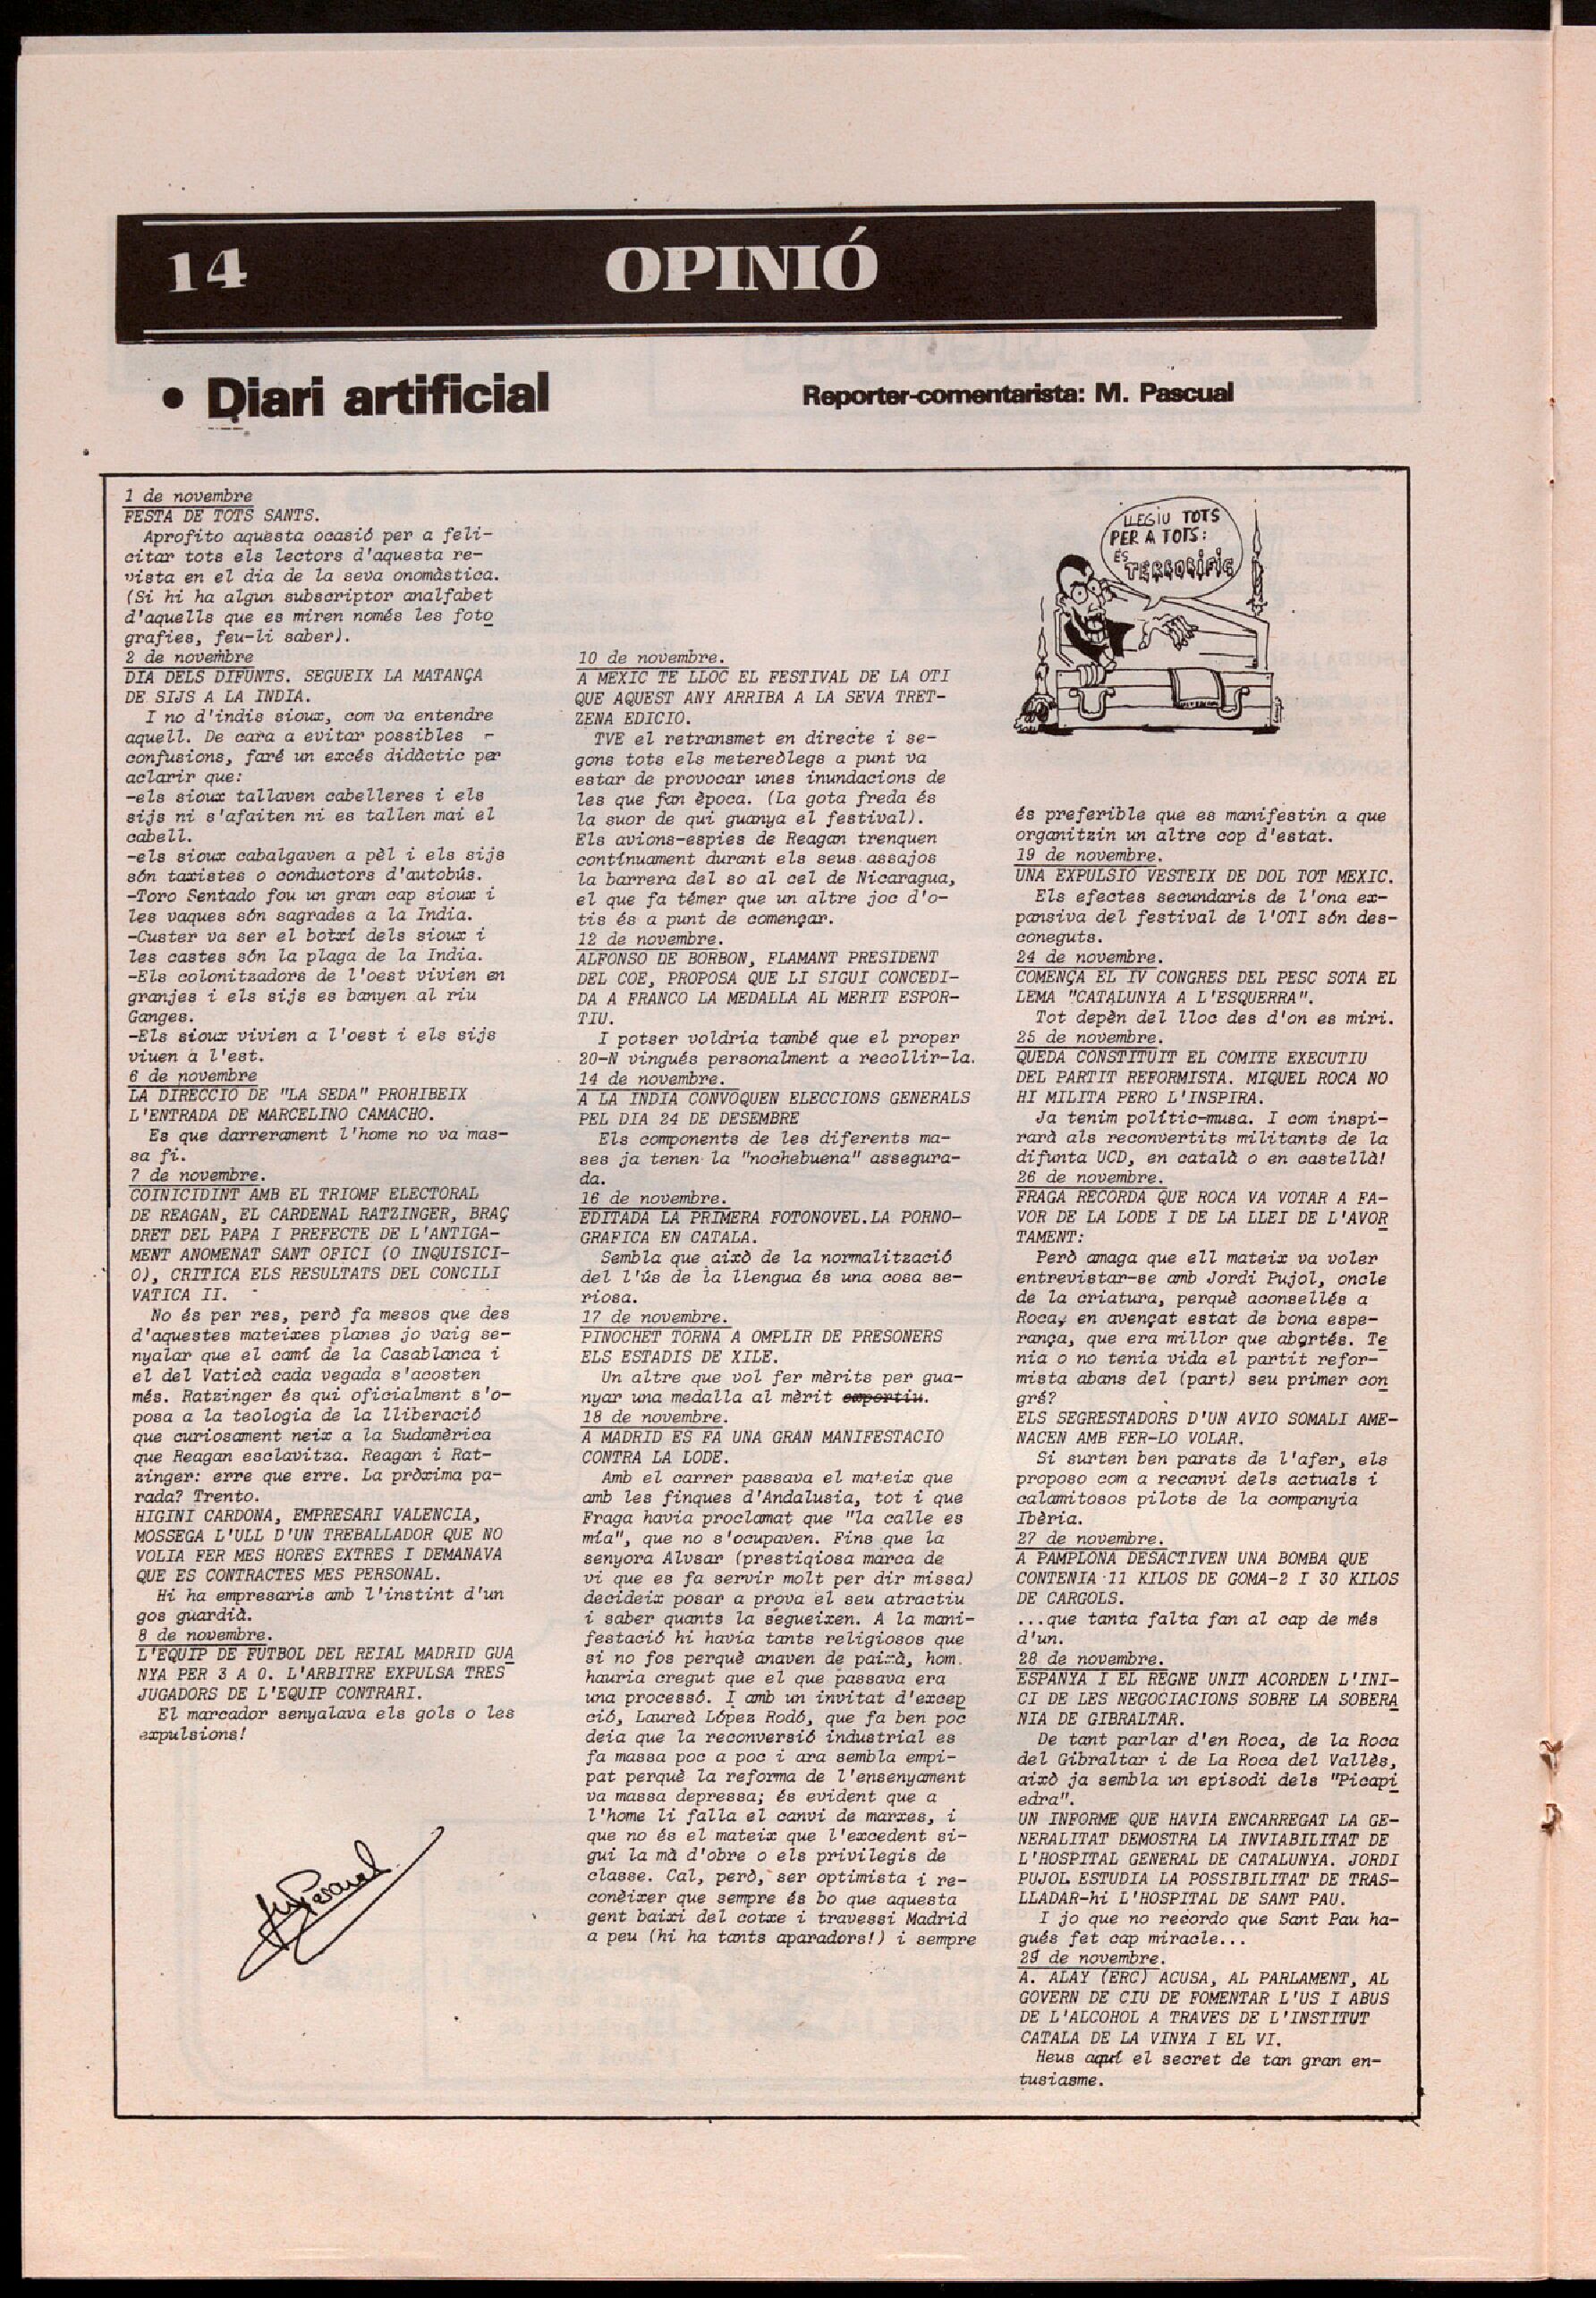 14
OPINIÓ
• Diari artificial
Reporter-comentarista: M. Pascual
1 de novembre
FESTA DE TOTS SANTS.
Aprofito aquesta ocasió per a feli-
citar tots els lectors d'aquesta re-
vista en el dia de la seva onomàstica.
(Si hi ha algun subscriptor analfabet
d'aquells que es miren només les foto
grafies, feu-li saber).
2 de novembre
DIA DELS DIFUNTS. SEGUEIX LA MATANÇA
DE SIJS A LA INDIA.
I no d'indis sioux, com va entendre
aquell. De cara a evitar possibles -
confusions, faré un excés didàctic per
aclarir que:
-els sioux tallaven cabelleres i els
sijs ni s'afaiten ni es tallen mai el
cabell.
-els sioux cabalgaven a pèl i els sijs
són taxistes o conductors d'autobús.
-Toro Sentado fou un gran cap sioux i
les vaques són sagrades a la India.
-Custer va ser el botxí dels sioux i
les castes són la plaga de la India.
-Els colonitzadors de l'oest vivien en
granjes i els sijs es banyen al riu
Ganges.
-Els sioux vivien a l'oest i els sijs
viuen a l'est.
6 de novembre
LA DIRECCIO DE "LA SEDA" PROHIBEIX
L'ENTRADA DE MARCELINO CAMACHO.
Es que darrerament l'home no va mas-
sa fi.
7 de novembre.
COINICIDINT AMB EL TRIOMF ELECTORAL
DE REAGAN, EL CARDENAL RATZINGER, BRAÇ
DRET DEL PAPA I PREFECTE DE L'ANTIGA-
MENT ANOMENAT SANT OFICI (O INQUISICI-
O), CRITICA ELS RESULTATS DEL CONCILI
VATICA II.
No és per res, però fa mesos que des
d'aquestes mateixes planes jo vaig se-
nyalar que el camí de la Casablanca i
el del Vaticà cada vegada s'acosten
més. Ratzinger és qui oficialment s'o-
posa a la teologia de la lliberació
que curiosament neix a la Sudamèrica
que Reagan esclavitza. Reagan i Rat-
zinger: erre que erre. La pròxima pa-
rada? Trento.
HIGINI CARDONA, EMPRESARI VALENCIA,
MOSSEGA L'ULL D'UN TREBALLADOR QUE NO
VOLIA FER MES HORES EXTRES I DEMANAVA
QUE ES CONTRACTES MES PERSONAL.
Hi ha empresaris amb l'instint d'un
gos guardià.
8 de novembre.
L'EQUIP DE FUTBOL DEL REIAL MADRID GUA
NYA PER 3 A 0. L'ARBITRE EXPULSA TRES
JUGADORS DE L'EQUIP CONTRARI.
El marcador senyalava els gols o les
expulsions!
M Pascual
10 de novembre.
A MEXIC TE LLOC EL FESTIVAL DE LA OTI
QUE AQUEST ANY ARRIBA A LA SEVA TRET-
ZENA EDICIO.
TVE el retransmet en directe i se-
gons tots els metereòlegs a punt va
estar de provocar unes inundacions de
les que fan època. (La gota freda és
la suor de qui guanya el festival).
Els avions-espies de Reagan trenquen
contínuament durant els seus assajos
la barrera del so al cel de Nicaragua,
el que fa témer que un altre joc d'o-
tis és a punt de començar.
12 de novembre.
ALFONSO DE BORBON, FLAMANT PRESIDENT
DEL COE, PROPOSA QUE LI SIGUI CONCEDI-
DA A FRANCO LA MEDALLA AL MERIT ESPOR-
TIU.
I potser voldria també que el proper
20-N vingués personalment a recollir-la.
14 de novembre.
A LA INDIA CONVOQUEN ELECCIONS GENERALS
PEL DIA 24 DE DESEMBRE
Els components de les diferents ma-
ses ja tenen la "nochebuena" assegura-
da.
16 de novembre.
EDITADA LA PRIMERA FOTONOVEL.LA PORNO-
GRAFICA EN CATALA.
Sembla que això de la normalització
del l'ús de la llengua és una cosa se-
riosa.
17 de novembre.
PINOCHET TORNA A OMPLIR DE PRESONERS
ELS ESTADIS DE XILE.
Un altre que vol fer mèrits per gua-
nyar una medalla al mèrit exportiu.
18 de novembre.
A MADRID ES FA UNA GRAN MANIFESTACIO
CONTRA LA LODE.
Amb el carrer passava el mateix que
amb les finques d'Andalusia, tot i que
Fraga havia proclamat que "la calle es
mía", que no s'ocupaven. Fins que la
senyora Alvsar (prestigiosa marca de
vi que es fa servir molt per dir missa)
decideix posar a prova el seu atractiu
i saber quants la segueixen. A la mani-
festació hi havia tants religiosos que
si no fos perquè anaven de paisà, hom
hauria cregut que el que passava era
una processó. I amb un invitat d'excep
ció, Laureà López Rodó, que fa ben poc
deia que la reconversió industrial es
fa massa poc a poc i ara sembla empi-
pat perquè la reforma de l'ensenyament
va massa depressa; és evident que a
l'home li falla el canvi de marxes, i
que no és el mateix que l'excedent si-
gui la mà d'obre o els privilegis de
classe. Cal, però, ser optimista i re-
conèixer que sempre és bo que aquesta
gent baixi del cotxe i travessi Madrid
a peu (hi ha tants aparadors!) i sempre
LLEGIU TOTS
PER A TOTS:
ÉS
TERRORÍFIC
és preferible que es manifestin a que
organitzin un altre cop d'estat.
19 de novembre.
UNA EXPULSIO VESTEIX DE DOL TOT MEXIC.
Els efectes secundaris de l'ona ex-
pansiva del festival de l'OTI són des-
coneguts.
24 de novembre.
COMENÇA EL IV CONGRES DEL PESC SOTA EL
LEMA "CATALUNYA A L'ESQUERRA".
Tot depèn del lloc des d'on es miri.
25 de novembre.
QUEDA CONSTITUIT EL COMITE EXECUTIU
DEL PARTIT REFORMISTA. MIQUEL ROCA NO
HI MILITA PERO L'INSPIRA.
Ja tenim polític-musa. I com inspi-
rarà als reconvertits militants de la
difunta UCD, en català o en castellà!
26 de novembre.
FRAGA RECORDA QUE ROCA VA VOTAR A FA-
VOR DE LA LODE I DE LA LLEI DE L'AVOR
TAMENT:
Però amaga que ell mateix va voler
entrevistar-se amb Jordi Pujol, oncle
de la criatura, perquè aconsellés a
Roca, en avençat estat de bona espe-
rança, que era millor que abortés. Te
nia o no tenia vida el partit refor-
mista abans del (part) seu primer con
gré?
ELS SEGRESTADORS D'UN AVIO SOMALI AME-
NACEN AMB FER-LO VOLAR.
Si surten ben parats de l'afer, els
proposo com a recanvi dels actuals i
calamitosos pilots de la companyia
Ibèria.
27 de novembre.
A PAMPLONA DESACTIVEN UNA BOMBA QUE
CONTENIA 11 KILOS DE GOMA-2 I 30 KILOS
DE CARGOLS.
...que tanta falta fan al cap de més
d'un.
28 de novembre.
ESPANYA I EL REGNE UNIT ACORDEN L'INI-
CI DE LES NEGOCIACIONS SOBRE LA SOBERA
NIA DE GIBRALTAR.
De tant parlar d'en Roca, de la Roca
del Gibraltar i de La Roca del Vallès,
això ja sembla un episodi dels "Picapi
edra".
UN INFORME QUE HAVIA ENCARREGAT LA GE-
NERALITAT DEMOSTRA LA INVIABILITAT DE
L'HOSPITAL GENERAL DE CATALUNYA. JORDI
PUJOL ESTUDIA LA POSSIBILITAT DE TRAS-
LLADAR-hi L'HOSPITAL DE SANT PAU.
I jo que no recordo que Sant Pau ha-
gués fet cap miracle...
29 de novembre.
A. ALAY (ERC) ACUSA, AL PARLAMENT, AL
GOVERN DE CIU DE FOMENTAR L'US I ABUS
DE L'ALCOHOL A TRAVES DE L'INSTITUT
CATALA DE LA VINYA I EL VI.
Heus aquí el secret de tan gran en-
tusiasme.